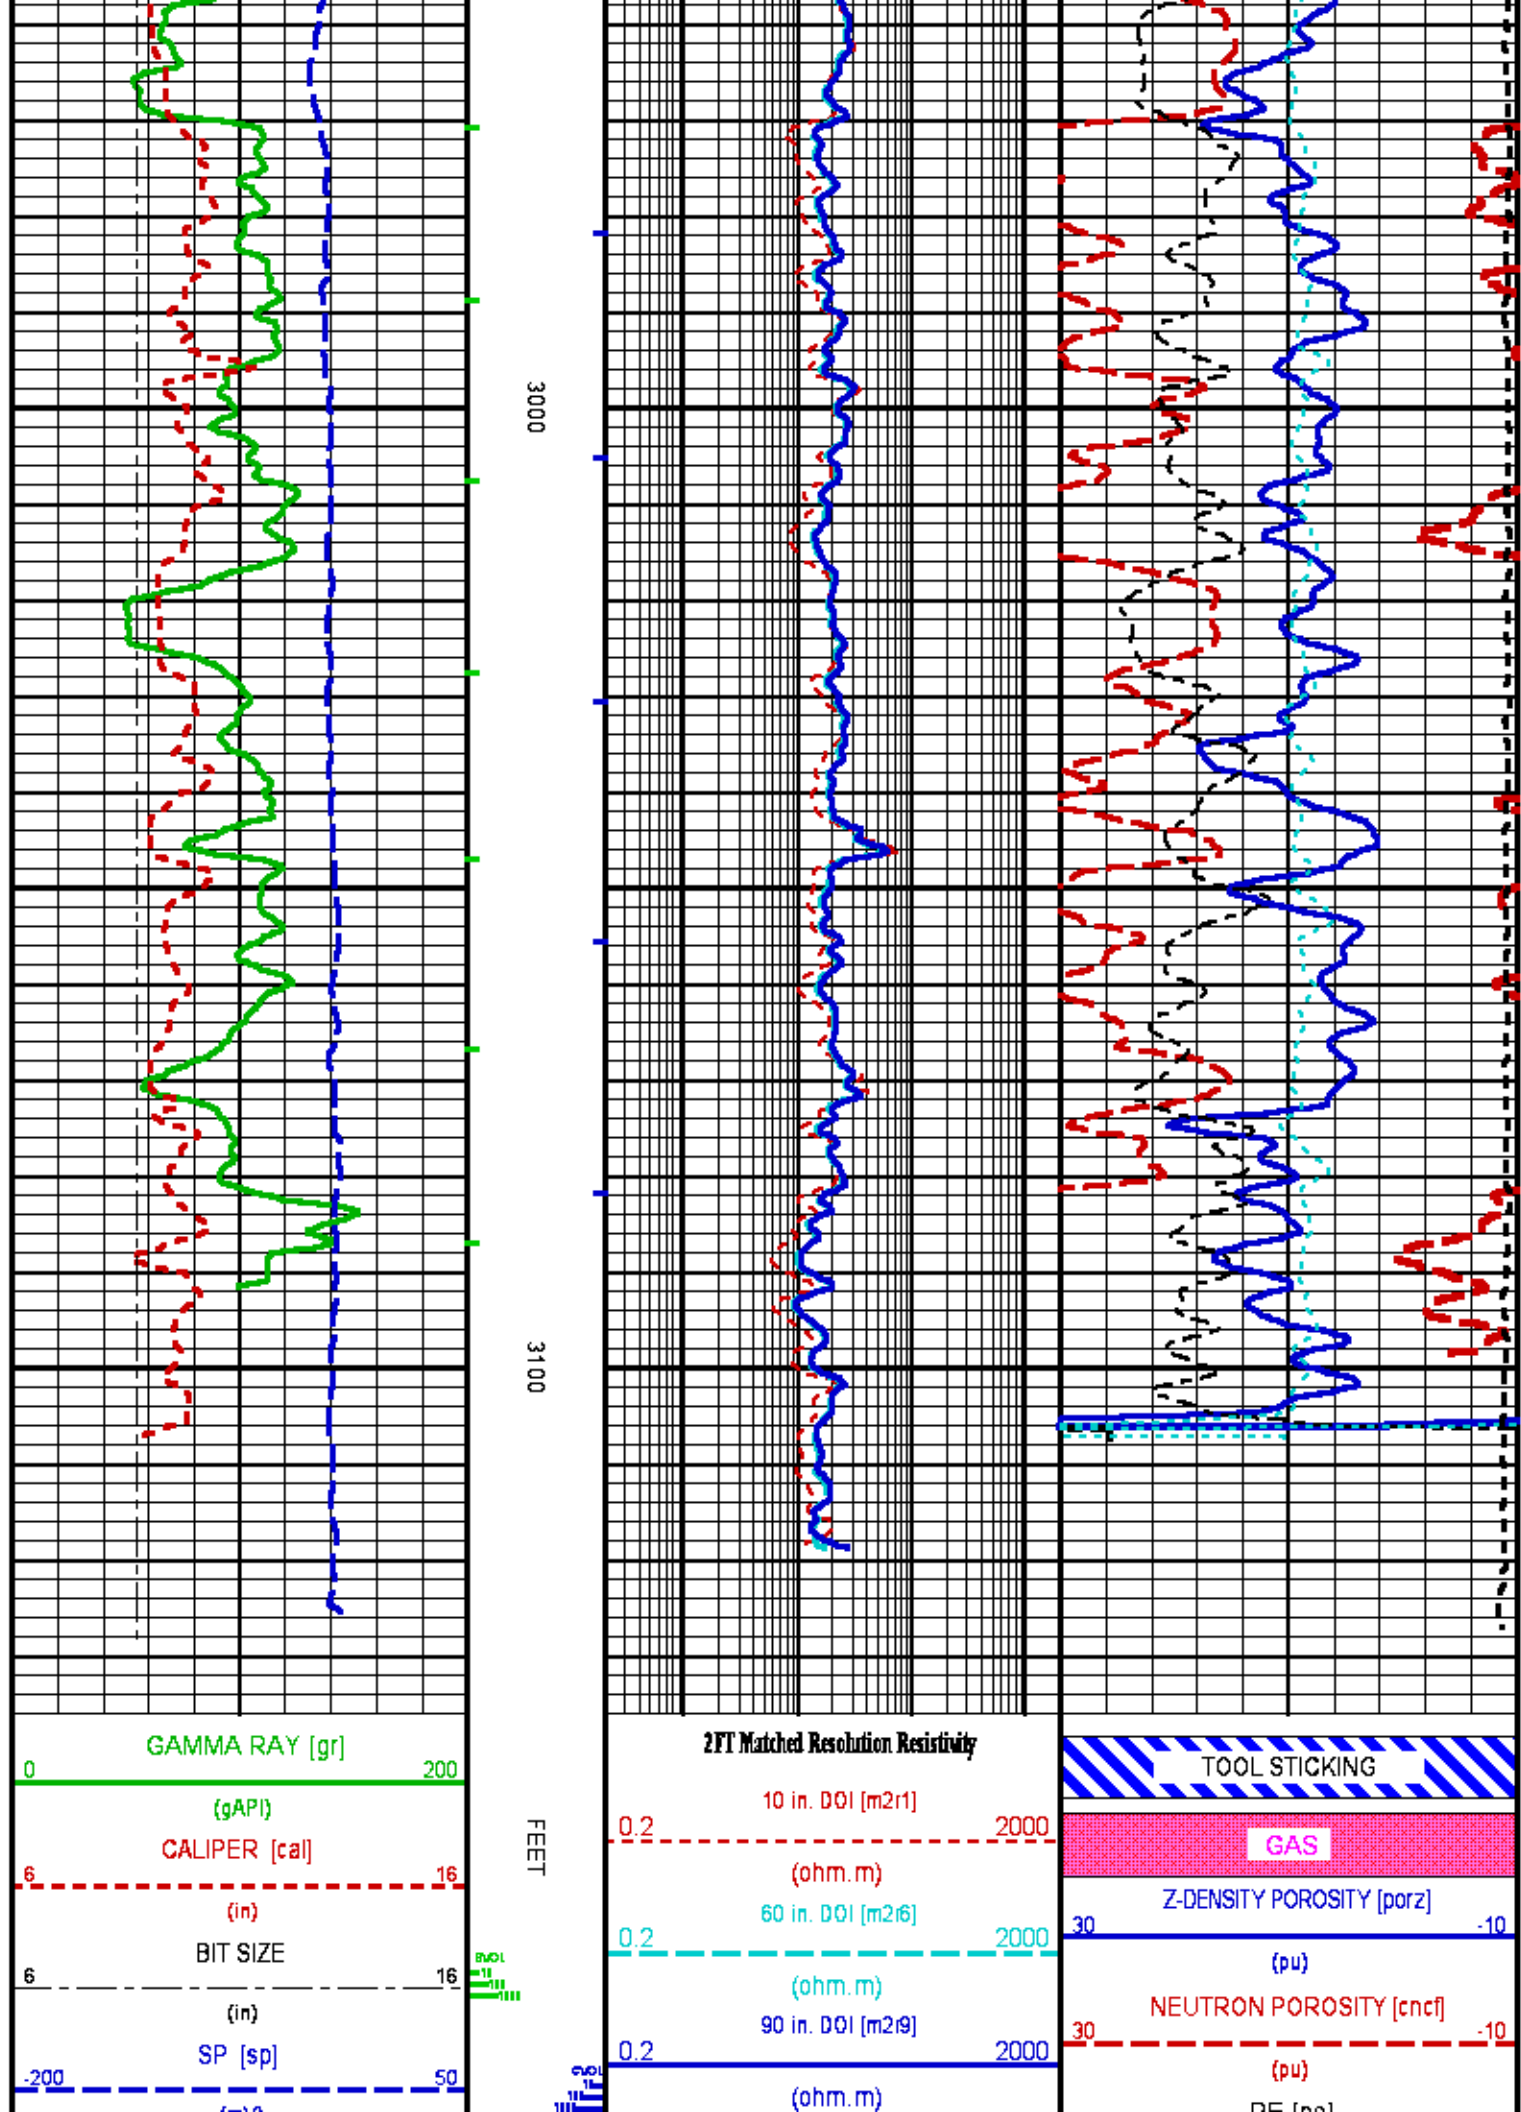 3000
3100
FEET
GAMMA RAY [gr]
0 200
(gAPI)
CALIPER [cal]
6 16
(in)
BIT SIZE
6 16
(in)
SP [sp]
-200 50
BVOL
2FT Matched Resolution Resistivity
10 in. DOI [m2r1]
0.2 2000
(ohm.m)
60 in. DOI [m2r6]
0.2 2000
(ohm.m)
90 in. DOI [m2r9]
0.2 2000
(ohm.m)
TOOL STICKING
GAS
Z-DENSITY POROSITY [porz]
30 -10
(pu)
NEUTRON POROSITY [cncf]
30 -10
(pu)